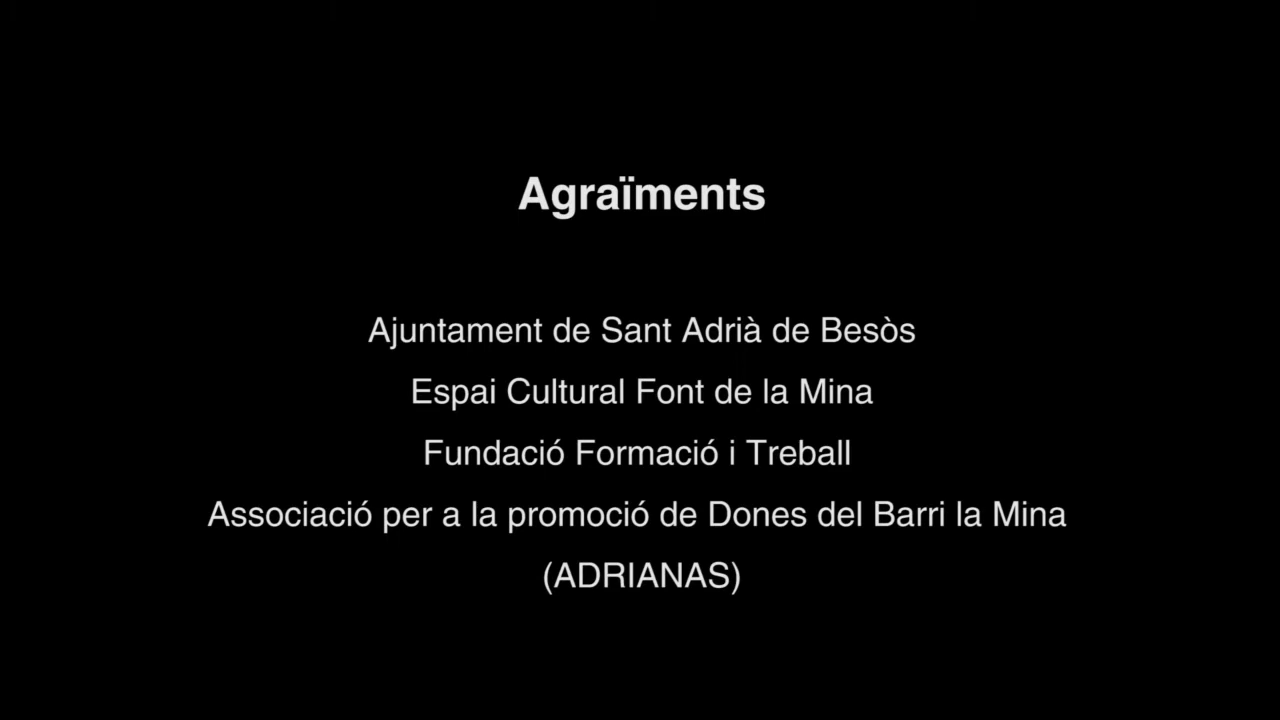 Agraïments
Ajuntament de Sant Adrià de Besòs
Espai Cultural Font de la Mina
Fundació Formació i Treball
Associació per a la promoció de Dones del Barri la Mina
(ADRIANAS)